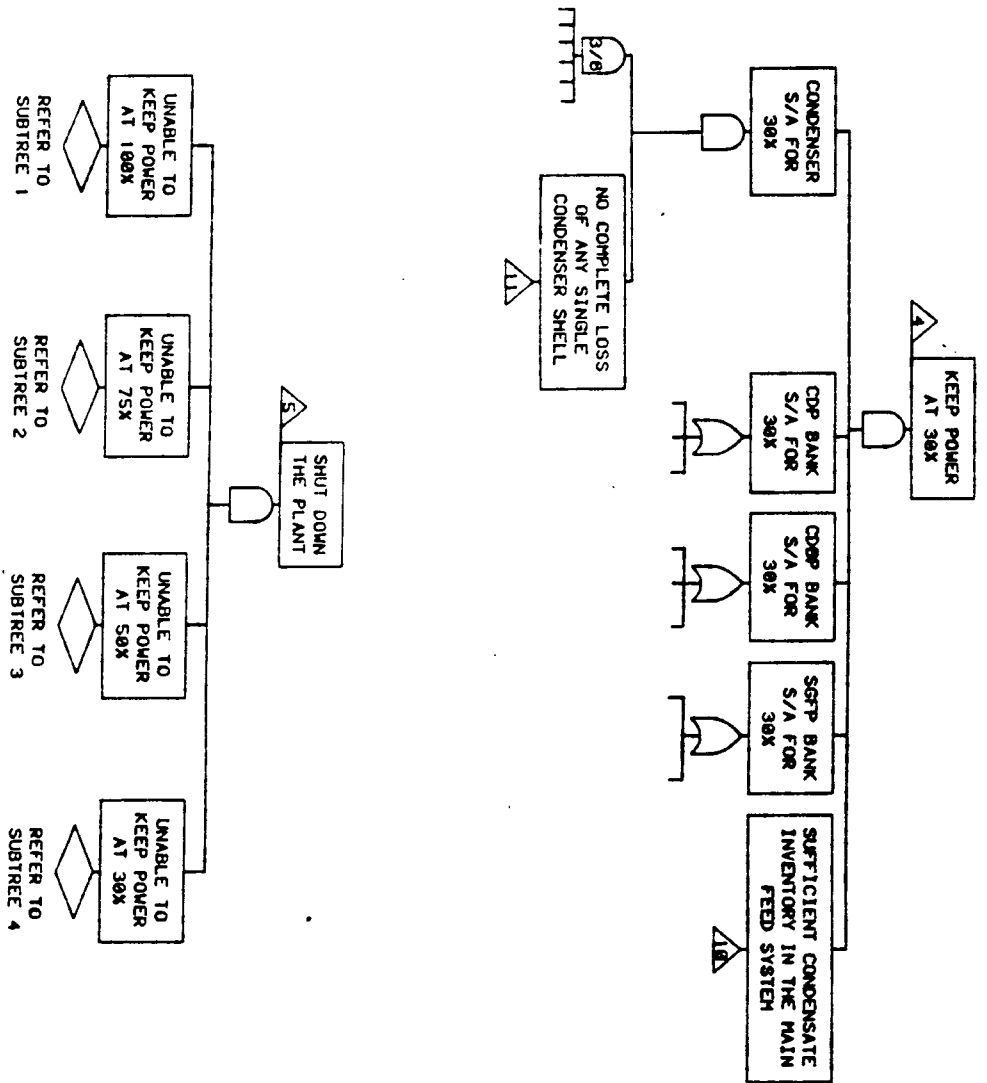 4
KEEP POWER
AT 30%
CONDENSER
S/A FOR
30%
CDP BANK
S/A FOR
30%
CDBP BANK
S/A FOR
30%
SGFP BANK
S/A FOR
30%
SUFFICIENT CONDENSATE
INVENTORY IN THE MAIN
FEED SYSTEM
10
3/6
NO COMPLETE LOSS
OF ANY SINGLE
CONDENSER SHELL
11
5
SHUT DOWN
THE PLANT
UNABLE TO
KEEP POWER
AT 100%
REFER TO
SUBTREE 1
UNABLE TO
KEEP POWER
AT 75%
REFER TO
SUBTREE 2
UNABLE TO
KEEP POWER
AT 50%
REFER TO
SUBTREE 3
UNABLE TO
KEEP POWER
AT 30%
REFER TO
SUBTREE 4